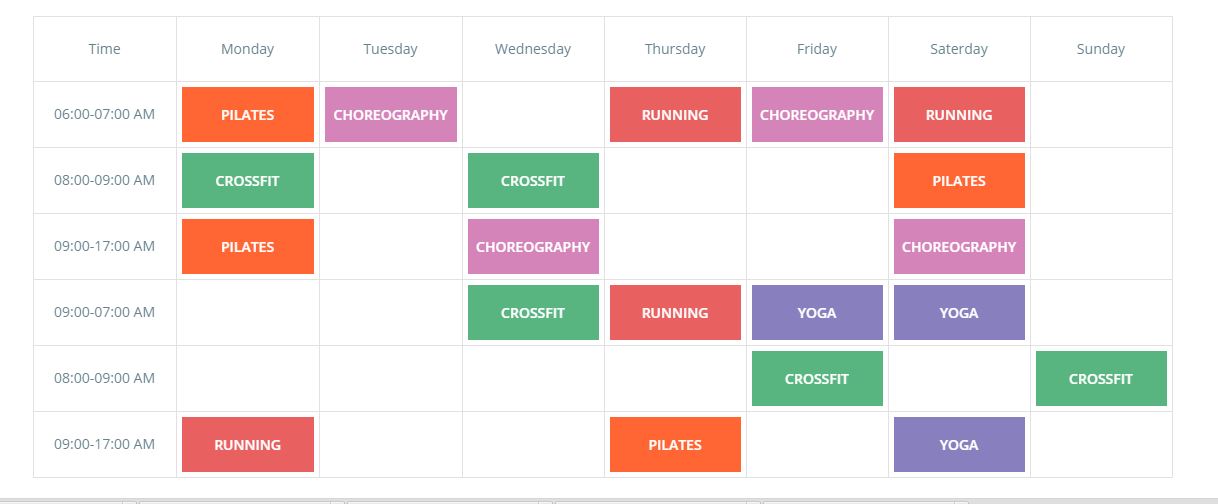 Time Monday Tuesday Wednesday Thursday Friday Saterday Sunday
06:00-07:00 AM PILATES CHOREOGRAPHY RUNNING CHOREOGRAPHY RUNNING
08:00-09:00 AM CROSSFIT CROSSFIT PILATES
09:00-17:00 AM PILATES CHOREOGRAPHY CHOREOGRAPHY
09:00-07:00 AM CROSSFIT RUNNING YOGA YOGA
08:00-09:00 AM CROSSFIT CROSSFIT
09:00-17:00 AM RUNNING PILATES YOGA